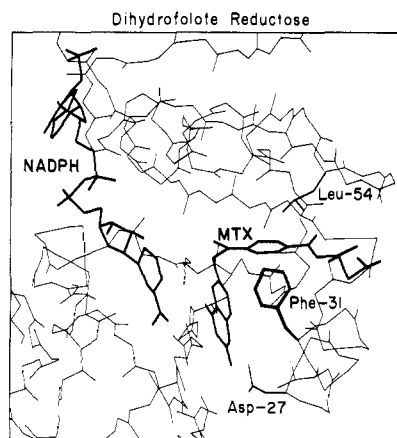 Dihydrofolote Reductose
NADPH
Leu-54
MTX
Phe-31
Asp-27